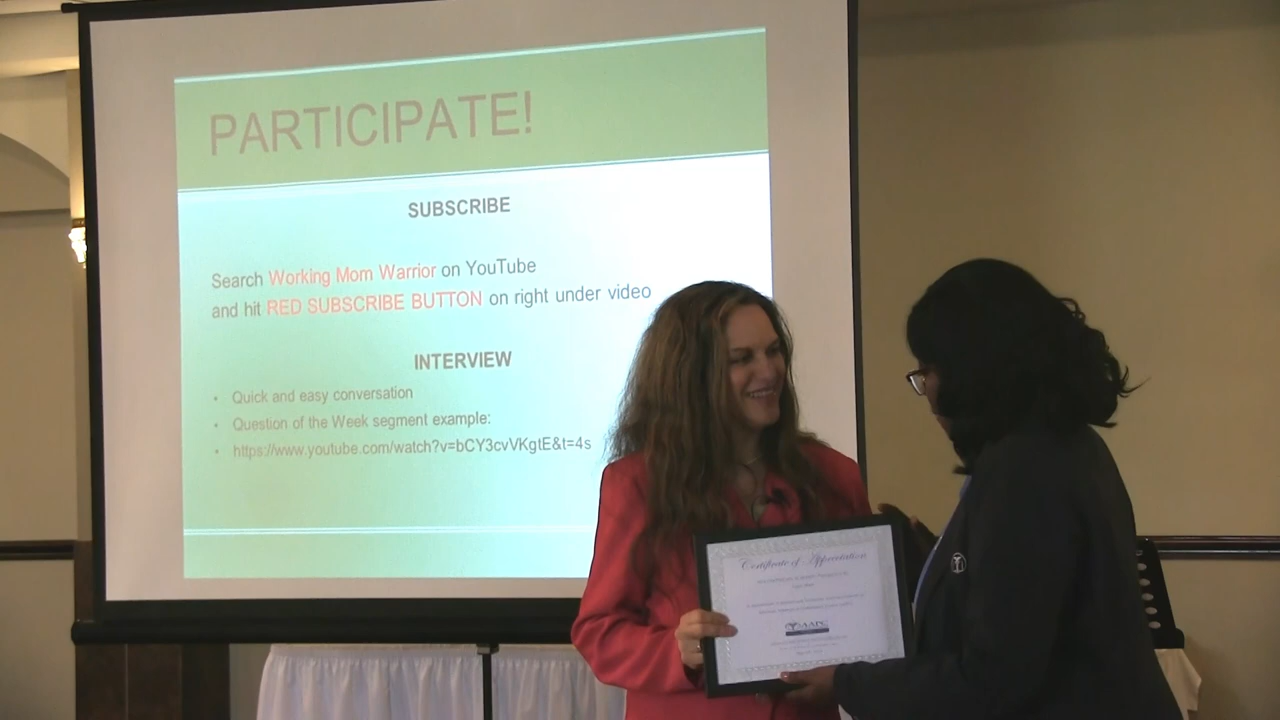 PARTICIPATE!
SUBSCRIBE
Search Working Mom Warrior on YouTube
and hit RED SUBSCRIBE BUTTON on right under video
INTERVIEW
• Quick and easy conversation
• Question of the Week segment example:
• https://www.youtube.com/watch?v=bCY3cvVKgtE&t=4s
Certificate of Appreciation